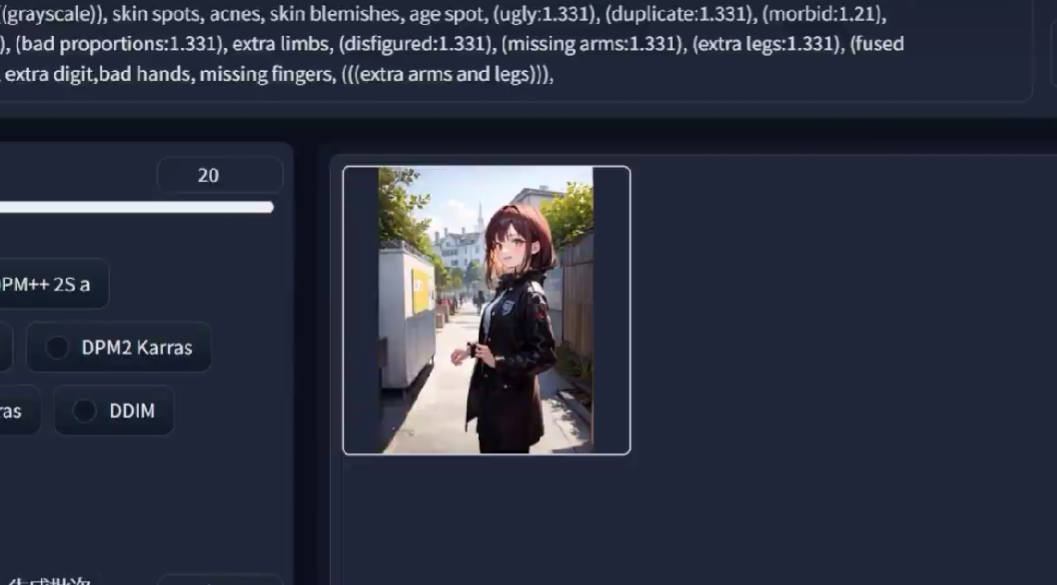 (grayscale)), skin spots, acnes, skin blemishes, age spot, (ugly:1.331), (duplicate:1.331), (morbid:1.21),
), (bad proportions:1.331), extra limbs, (disfigured:1.331), (missing arms:1.331), (extra legs:1.331), (fused
extra digit,bad hands, missing fingers, (((extra arms and legs))),
20
PM++ 2S a
DPM2 Karras
ras
DDIM